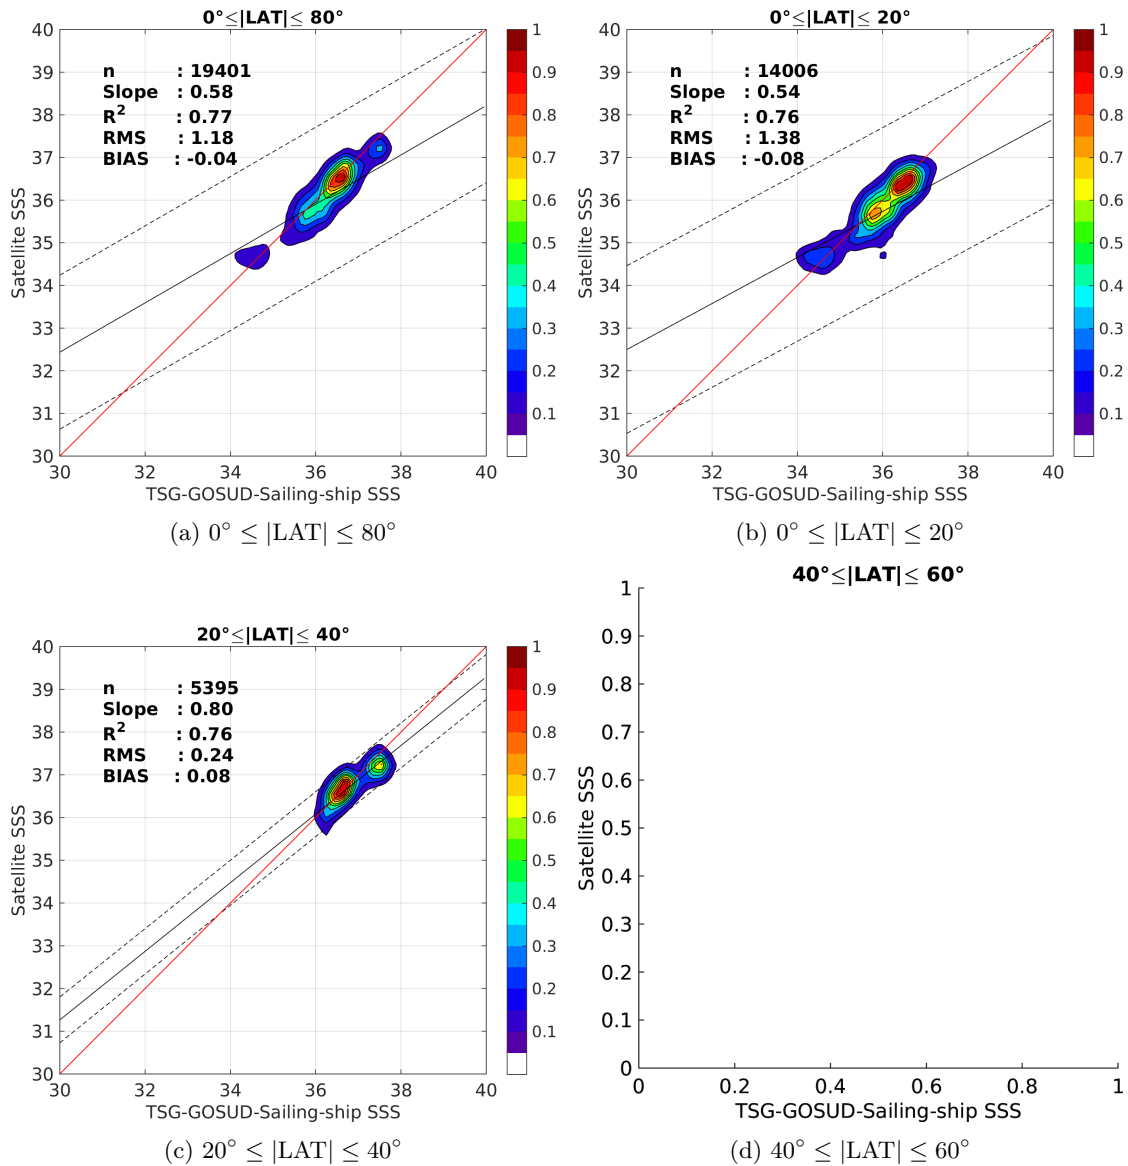 0°≤|LAT|≤ 80°
n : 19401
Slope : 0.58
R² : 0.77
RMS : 1.18
BIAS : -0.04
Satellite SSS
40
39
38
37
36
35
34
33
32
31
30
30 32 34 36 38 40
TSG-GOSUD-Sailing-ship SSS
1
0.9
0.8
0.7
0.6
0.5
0.4
0.3
0.2
0.1
(a) 0° ≤ |LAT| ≤ 80°
0°≤|LAT|≤ 20°
n : 14006
Slope : 0.54
R² : 0.76
RMS : 1.38
BIAS : -0.08
Satellite SSS
40
39
38
37
36
35
34
33
32
31
30
30 32 34 36 38 40
TSG-GOSUD-Sailing-ship SSS
1
0.9
0.8
0.7
0.6
0.5
0.4
0.3
0.2
0.1
(b) 0° ≤ |LAT| ≤ 20°
20°≤|LAT|≤ 40°
n : 5395
Slope : 0.80
R² : 0.76
RMS : 0.24
BIAS : 0.08
Satellite SSS
40
39
38
37
36
35
34
33
32
31
30
30 32 34 36 38 40
TSG-GOSUD-Sailing-ship SSS
1
0.9
0.8
0.7
0.6
0.5
0.4
0.3
0.2
0.1
(c) 20° ≤ |LAT| ≤ 40°
40°≤|LAT|≤ 60°
Satellite SSS
1
0.9
0.8
0.7
0.6
0.5
0.4
0.3
0.2
0.1
0
0 0.2 0.4 0.6 0.8 1
TSG-GOSUD-Sailing-ship SSS
(d) 40° ≤ |LAT| ≤ 60°